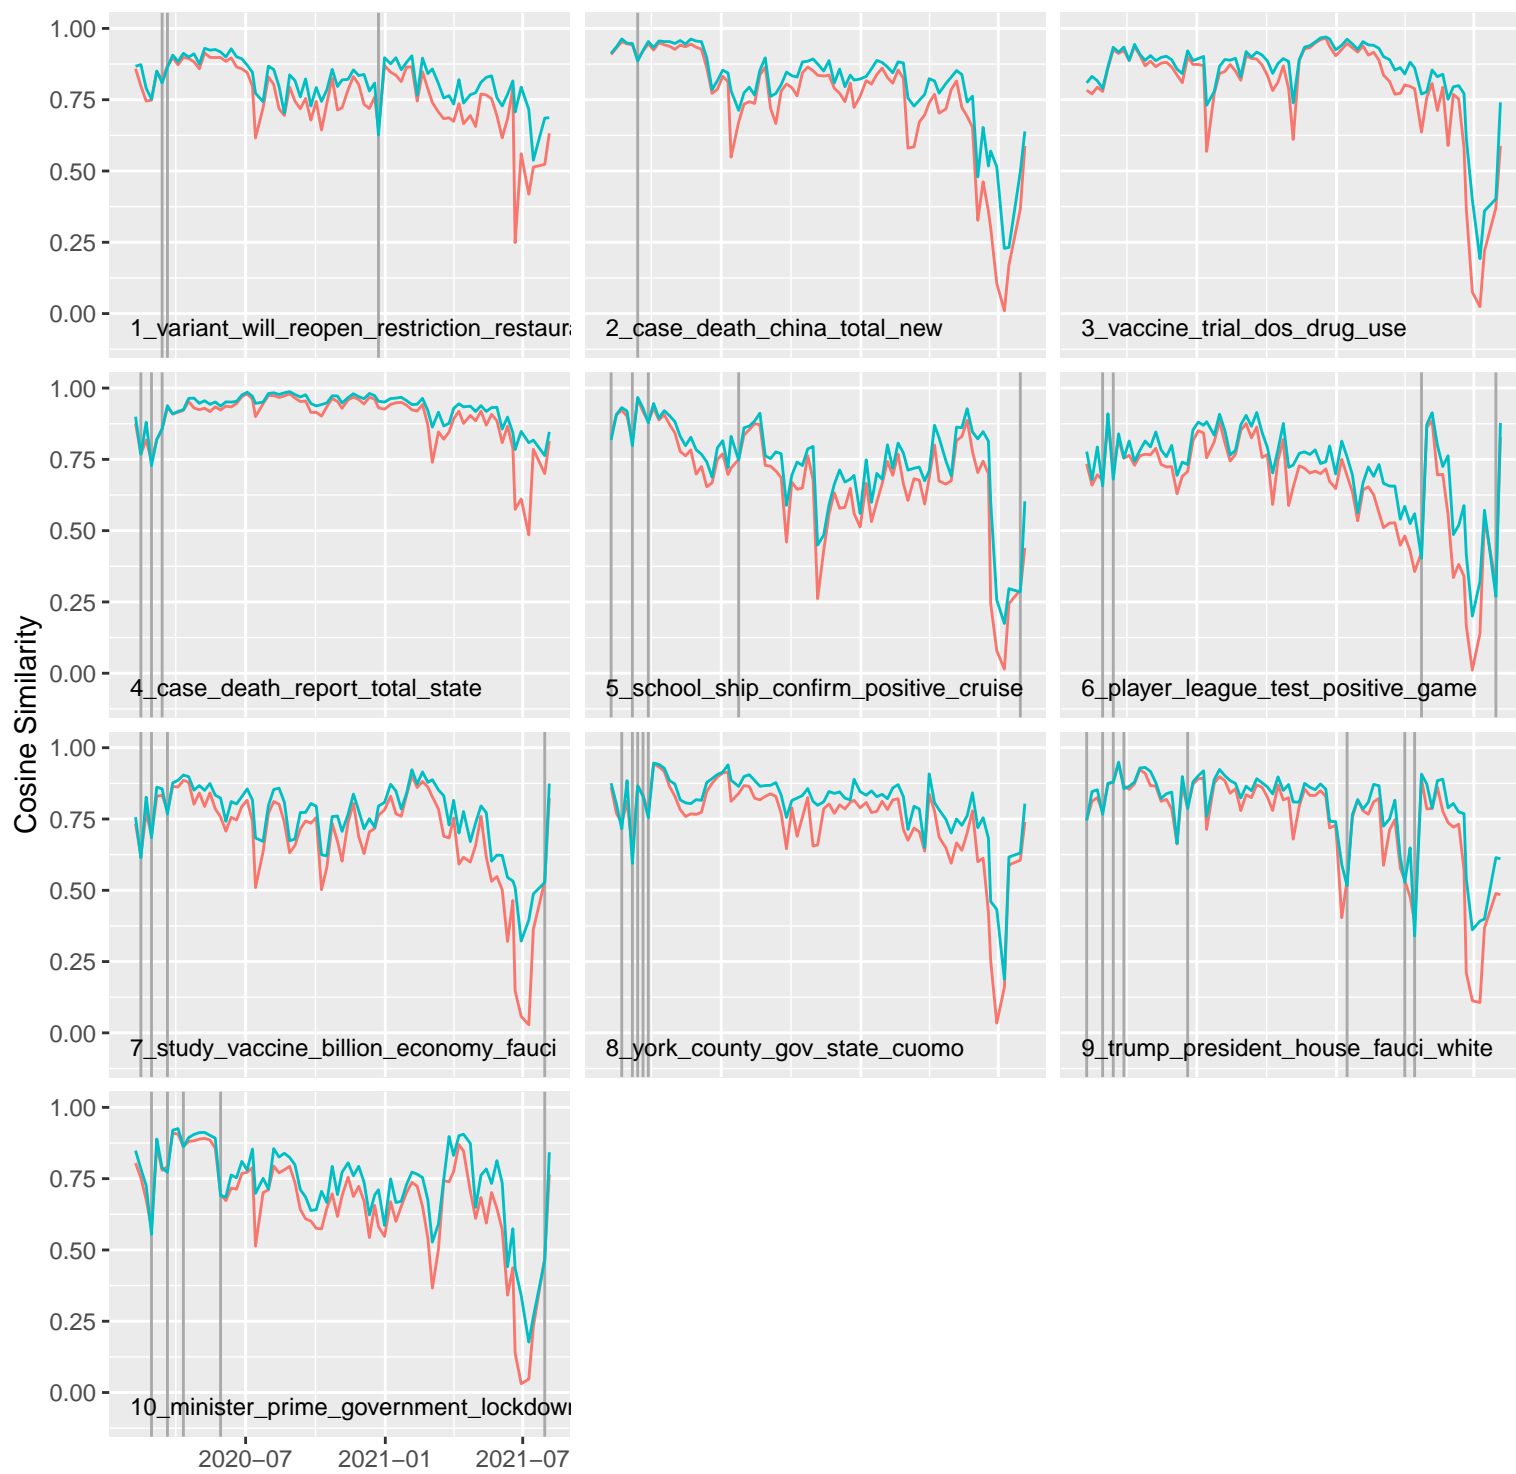 1.00
0.75
0.50
0.25
0.00
1_variant_will_reopen_restriction_restaura
2_case_death_china_total_new
3_vaccine_trial_dos_drug_use
1.00
0.75
0.50
0.25
0.00
4_case_death_report_total_state
5_school_ship_confirm_positive_cruise
6_player_league_test_positive_game
Cosine Similarity
1.00
0.75
0.50
0.25
0.00
7_study_vaccine_billion_economy_fauci
8_york_county_gov_state_cuomo
9_trump_president_house_fauci_white
1.00
0.75
0.50
0.25
0.00
10_minister_prime_government_lockdown
2020−07 2021−01 2021−07